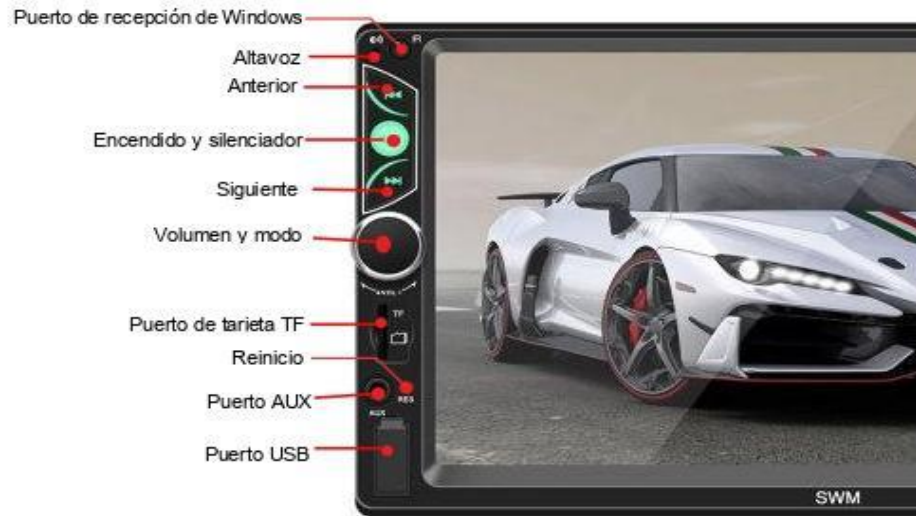 Puerto de recepción de Windows
IR
Altavoz
Anterior
Encendido y silenciador
Siguiente
Volumen y modo
TF
Puerto de tarieta TF
Reinicio
RES
Puerto AUX
AUX
Puerto USB
SWM